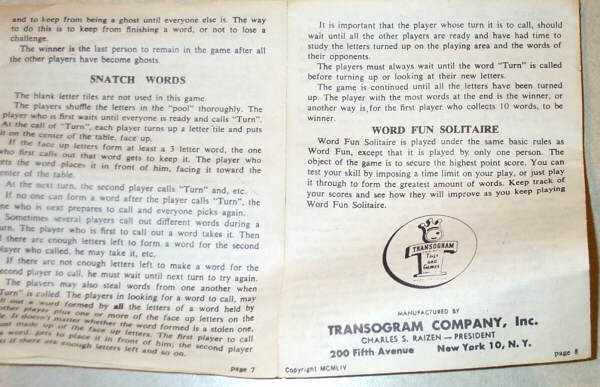 and to keep from being a ghost until everyone else is. The way
to do this is to keep from finishing a word, or not to lose a
challenge.
The winner is the last person to remain in the game after all
the other players have become ghosts.
SNATCH WORDS
The blank letter tiles are not used in this game.
The players shuffle the letters in the "pool" thoroughly. The
player who is first waits until everyone is ready and calls "Turn".
At the call of "Turn", each player turns up a letter tile and puts
it on the center of the table, face up.
If the face up letters form at least a 3 letter word, the one
who first calls out that word gets to keep it. The player who
gets the word places it in front of him, facing it toward the
center of the table.
At the next turn, the second player calls "Turn" and, etc.
If no one can form a word after the player calls "Turn", the
one who is next prepares to call and everyone picks again.
Sometimes several players call out different words during a
turn. The player who is first to call out a word takes it. Then
if there are enough letters left to form a word for the second
player who called, he may take it, etc.
If there are not enough letters left to make a word for the
second player to call, he must wait until next turn to try again.
The players may also steal words from one another when
"Turn" is called. The players in looking for a word to call, may
call out a word formed by all the letters of a word held by
other player plus one or more of the face up letters on the
It doesn't matter whether the word formed is a stolen one,
just made up of the face up letters. The first player to call
word, gets to place it in front of him; the second player
if there are enough letters left and so on.
page 7
It is important that the player whose turn it is to call, should
wait until all the other players are ready and have had time to
study the letters turned up on the playing area and the words of
their opponents.
The players must always wait until the word "Turn" is called
before turning up or looking at their new letters.
The game is continued until all the letters have been turned
up. The player with the most words at the end is the winner, or
another way is, for the first player who collects 10 words, to be
winner.
WORD FUN SOLITAIRE
Word Fun Solitaire is played under the same basic rules as
Word Fun, except that it is played by only one person. The
object of the game is to secure the highest point score. You can
test your skill by imposing a time limit on your play, or just play
it through to form the greatest amount of words. Keep track of
your scores and see how they will improve as you keep playing
Word Fun Solitaire.
TRANSOGRAM
Toys
and
Games
MANUFACTURED BY
TRANSOGRAM COMPANY, Inc.
CHARLES S. RAIZEN — PRESIDENT
200 Fifth Avenue New York 10, N. Y.
Copyright MCMLIV
page 8